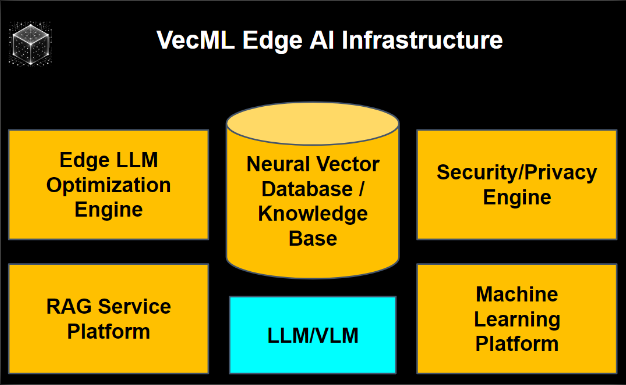 VecML Edge AI Infrastructure
Edge LLM
Optimization
Engine
Neural Vector
Database /
Knowledge
Base
Security/Privacy
Engine
RAG Service
Platform
LLM/VLM
Machine
Learning
Platform